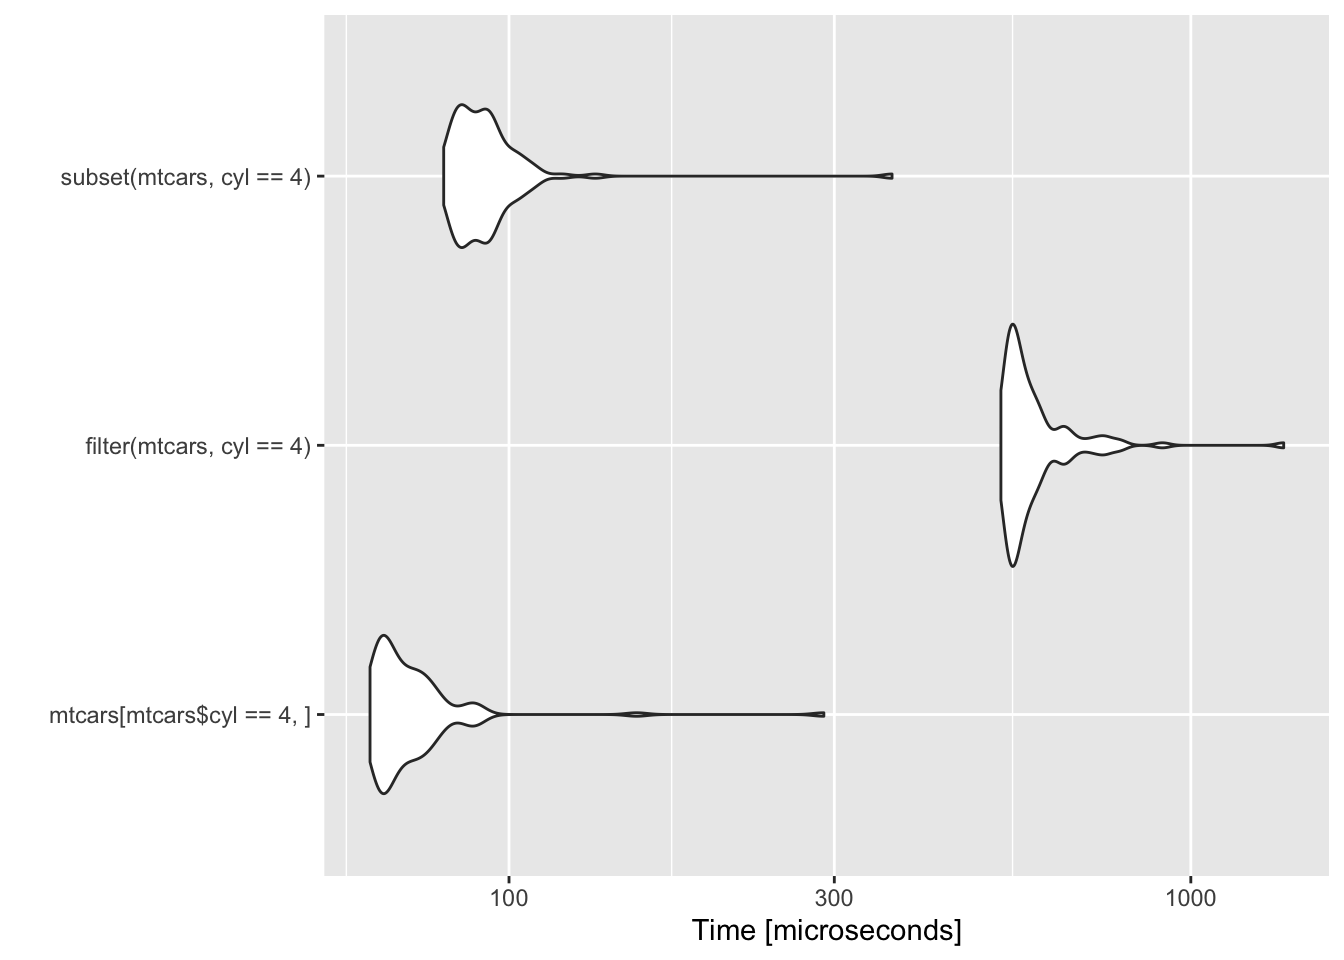 subset(mtcars, cyl == 4)
filter(mtcars, cyl == 4)
mtcars[mtcars$cyl == 4, ]
100 300 1000
Time [microseconds]